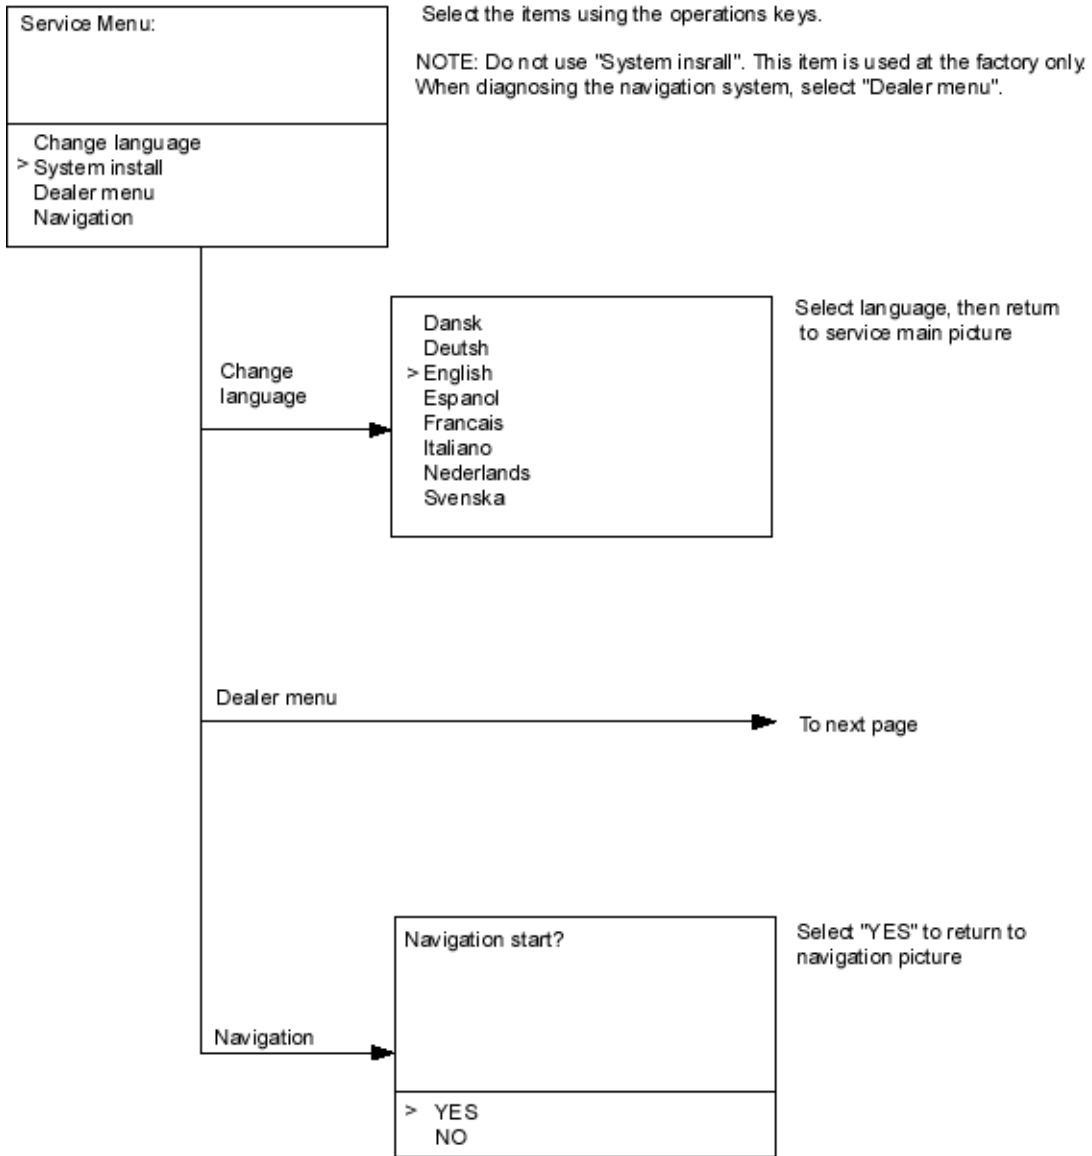 Service Menu:
Select the items using the operations keys.
NOTE: Do not use "System insrall". This item is used at the factory only.
When diagnosing the navigation system, select "Dealer menu".
Change language
> System install
Dealer menu
Navigation
Change
language
Dansk
Deutsh
> English
Espanol
Francais
Italiano
Nederlands
Svenska
Select language, then return
to service main picture
Dealer menu
To next page
Navigation
Navigation start?
> YES
NO
Select "YES" to return to
navigation picture